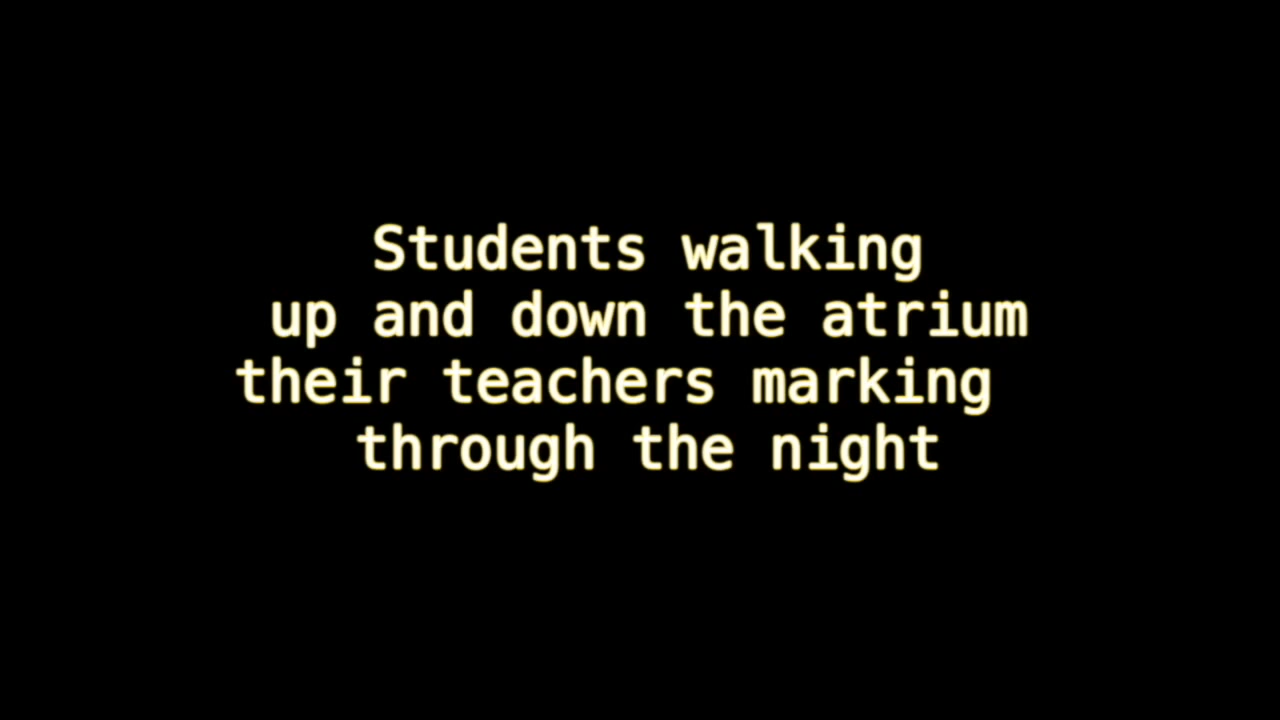 Students walking
up and down the atrium
their teachers marking
through the night